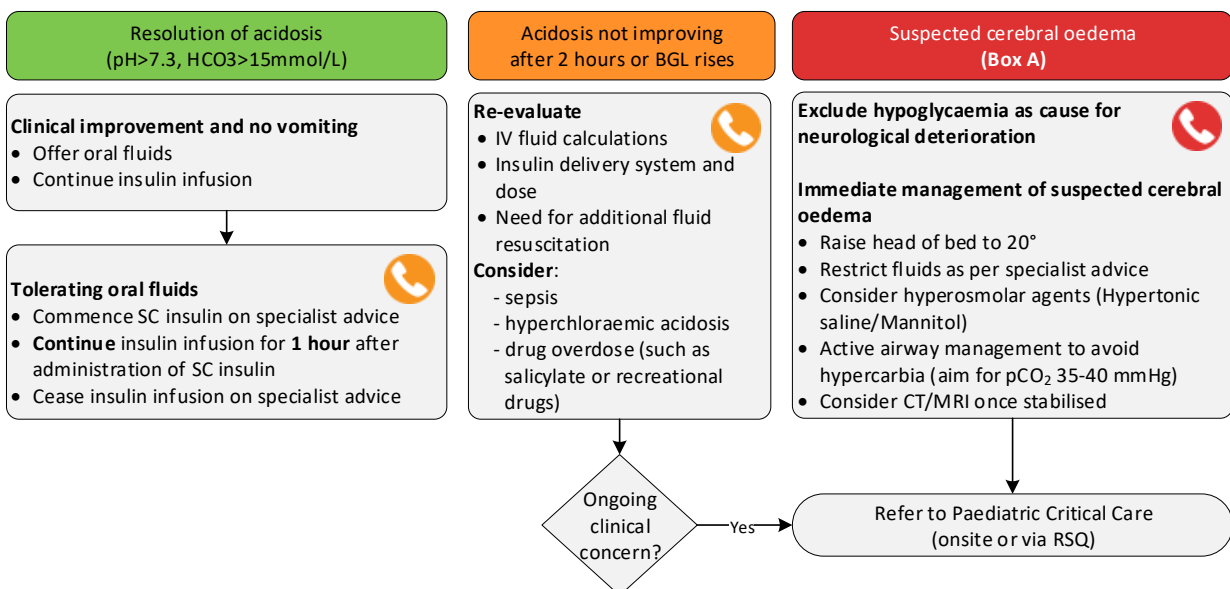 Resolution of acidosis
(pH>7.3, HCO3>15mmol/L)
Clinical improvement and no vomiting
• Offer oral fluids
• Continue insulin infusion
Tolerating oral fluids
• Commence SC insulin on specialist advice
• Continue insulin infusion for 1 hour after
administration of SC insulin
• Cease insulin infusion on specialist advice
Acidosis not improving
after 2 hours or BGL rises
Re-evaluate
• IV fluid calculations
• Insulin delivery system and
dose
• Need for additional fluid
resuscitation
Consider:
- sepsis
- hyperchloraemic acidosis
- drug overdose (such as
salicylate or recreational
drugs)
Ongoing
clinical
concern?
Yes
Suspected cerebral oedema
(Box A)
Exclude hypoglycaemia as cause for
neurological deterioration
Immediate management of suspected cerebral
oedema
• Raise head of bed to 20°
• Restrict fluids as per specialist advice
• Consider hyperosmolar agents (Hypertonic
saline/Mannitol)
• Active airway management to avoid
hypercarbia (aim for pCO₂ 35-40 mmHg)
• Consider CT/MRI once stabilised
Refer to Paediatric Critical Care
(onsite or via RSQ)